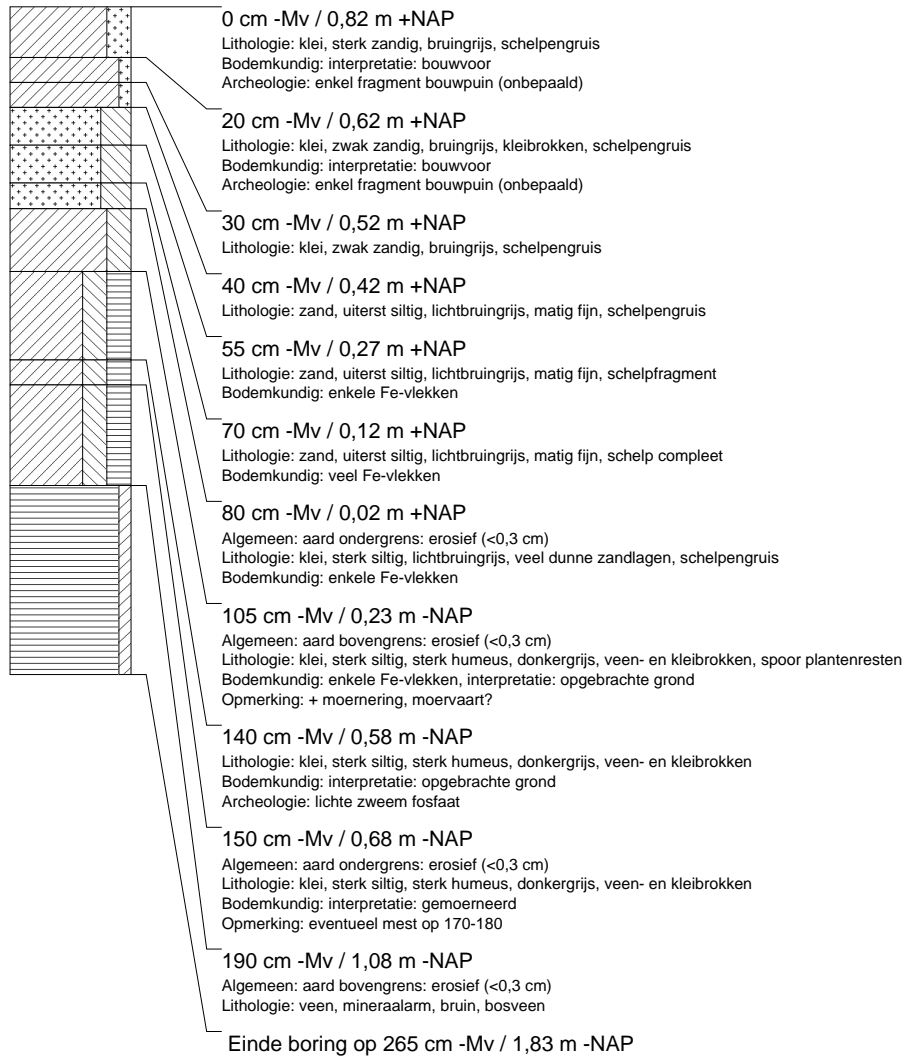 0 cm -Mv / 0,82 m +NAP
Lithologie: klei, sterk zandig, bruingrijs, schelpengruis
Bodemkundig: interpretatie: bouwvoor
Archeologie: enkel fragment bouwpuin (onbepaald)
20 cm -Mv / 0,62 m +NAP
Lithologie: klei, zwak zandig, bruingrijs, kleibrokken, schelpengruis
Bodemkundig: interpretatie: bouwvoor
Archeologie: enkel fragment bouwpuin (onbepaald)
30 cm -Mv / 0,52 m +NAP
Lithologie: klei, zwak zandig, bruingrijs, schelpengruis
40 cm -Mv / 0,42 m +NAP
Lithologie: zand, uiterst siltig, lichtbruingrijs, matig fijn, schelpengruis
55 cm -Mv / 0,27 m +NAP
Lithologie: zand, uiterst siltig, lichtbruingrijs, matig fijn, schelpfragment
Bodemkundig: enkele Fe-vlekken
70 cm -Mv / 0,12 m +NAP
Lithologie: zand, uiterst siltig, lichtbruingrijs, matig fijn, schelp compleet
Bodemkundig: veel Fe-vlekken
80 cm -Mv / 0,02 m +NAP
Algemeen: aard ondergrens: erosief (<0,3 cm)
Lithologie: klei, sterk siltig, lichtbruingrijs, veel dunne zandlagen, schelpengruis
Bodemkundig: enkele Fe-vlekken
105 cm -Mv / 0,23 m -NAP
Algemeen: aard bovengrens: erosief (<0,3 cm)
Lithologie: klei, sterk siltig, sterk humeus, donkergrijs, veen- en kleibrokken, spoor plantenresten
Bodemkundig: enkele Fe-vlekken, interpretatie: opgebrachte grond
Opmerking: + moernering, moervaart?
140 cm -Mv / 0,58 m -NAP
Lithologie: klei, sterk siltig, sterk humeus, donkergrijs, veen- en kleibrokken
Bodemkundig: interpretatie: opgebrachte grond
Archeologie: lichte zweem fosfaat
150 cm -Mv / 0,68 m -NAP
Algemeen: aard ondergrens: erosief (<0,3 cm)
Lithologie: klei, sterk siltig, sterk humeus, donkergrijs, veen- en kleibrokken
Bodemkundig: interpretatie: gemoerneerd
Opmerking: eventueel mest op 170-180
190 cm -Mv / 1,08 m -NAP
Algemeen: aard bovengrens: erosief (<0,3 cm)
Lithologie: veen, mineraalarm, bruin, bosveen
Einde boring op 265 cm -Mv / 1,83 m -NAP